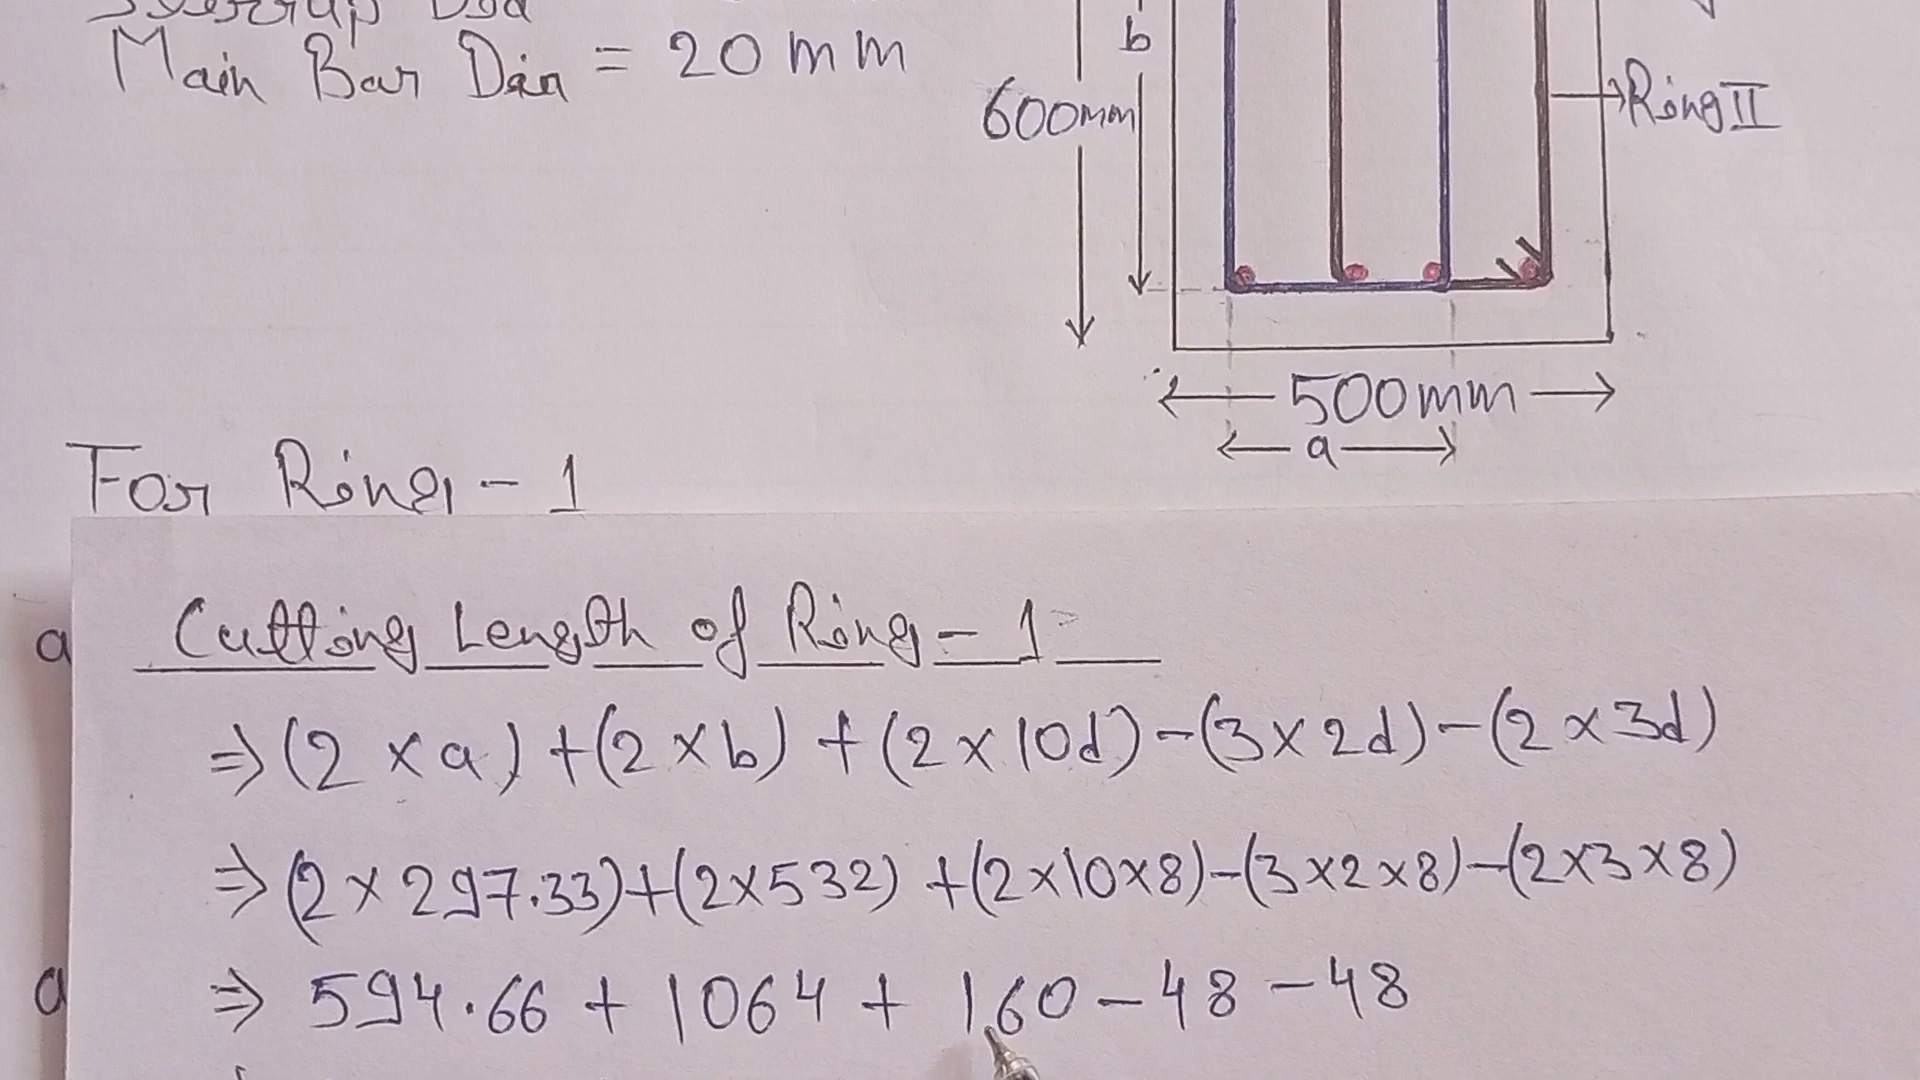 Main Bar Dia = 20 mm
b
600mm
Ring II
500mm
a
For Ring - 1
a
Cutting Length of Ring - 1
⇒ (2 × a) + (2 × b) + (2 × 10d) - (3 × 2d) - (2 × 3d)
⇒ (2 × 297.33) + (2×532) + (2×10×8) - (3×2×8) - (2×3×8)
a
⇒ 594.66 + 1064 + 160 - 48 - 48